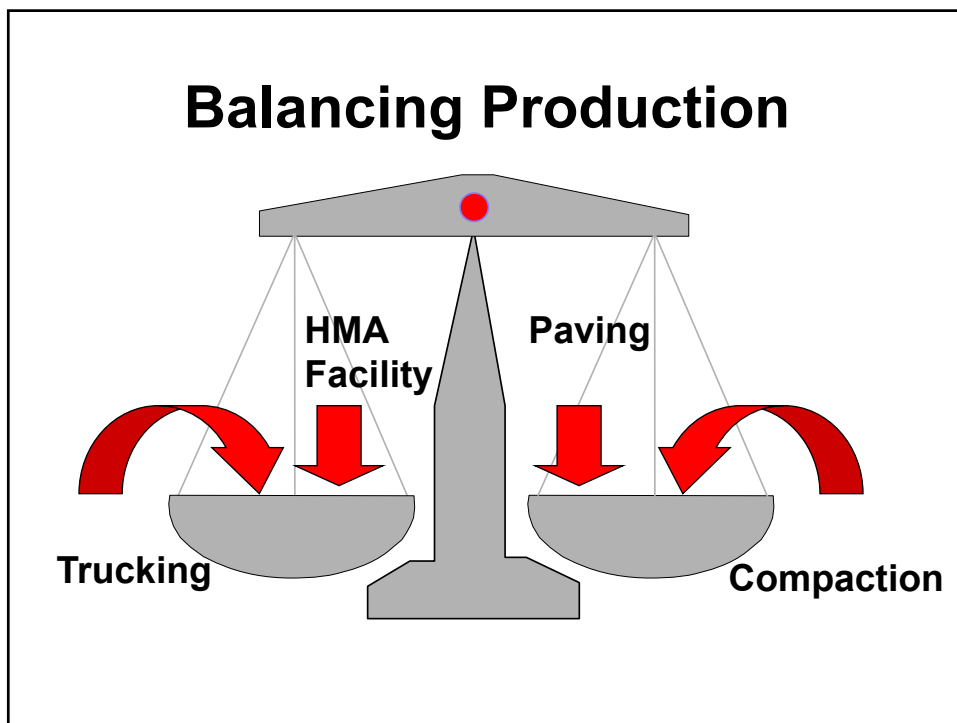 Balancing Production
HMA
Facility
Paving
Trucking
Compaction